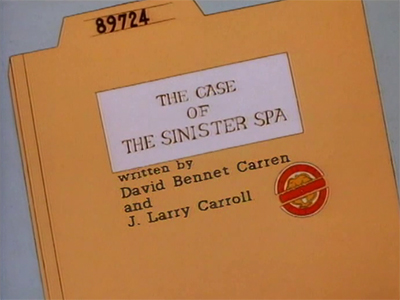 89724
THE CASE
OF
THE SINISTER SPA
written by
David Bennet Carren
and
J. Larry Carroll